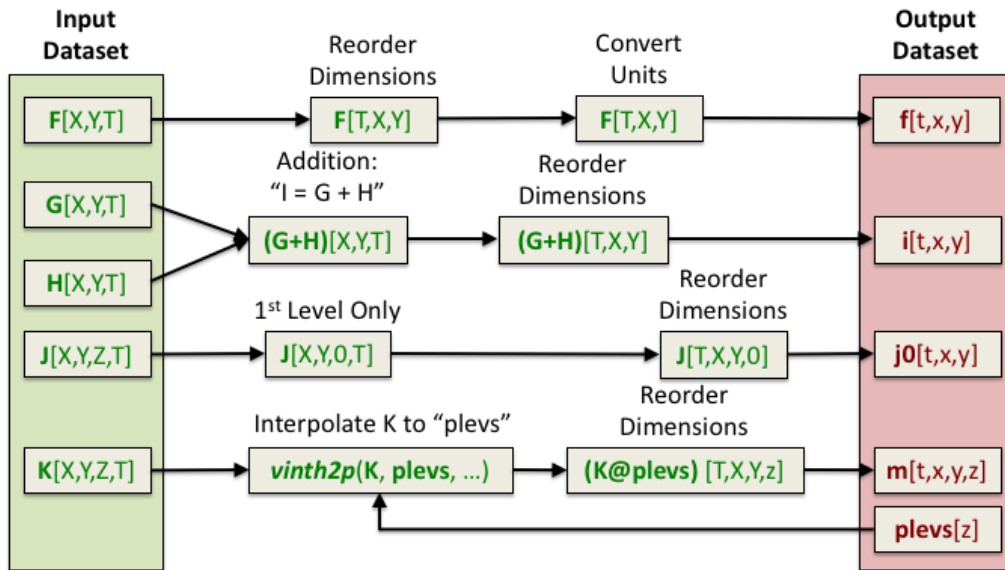 Input
Dataset
Reorder
Dimensions
Convert
Units
Output
Dataset
F[X,Y,T]
F[T,X,Y]
F[T,X,Y]
f[t,x,y]
Addition:
“I = G + H”
Reorder
Dimensions
G[X,Y,T]
(G+H)[X,Y,T]
(G+H)[T,X,Y]
i[t,x,y]
H[X,Y,T]
1st Level Only
Reorder
Dimensions
J[X,Y,Z,T]
J[X,Y,0,T]
J[T,X,Y,0]
j0[t,x,y]
Interpolate K to “plevs”
Reorder
Dimensions
K[X,Y,Z,T]
vinth2p(K, plevs, ...)
(K@plevs) [T,X,Y,z]
m[t,x,y,z]
plevs[z]